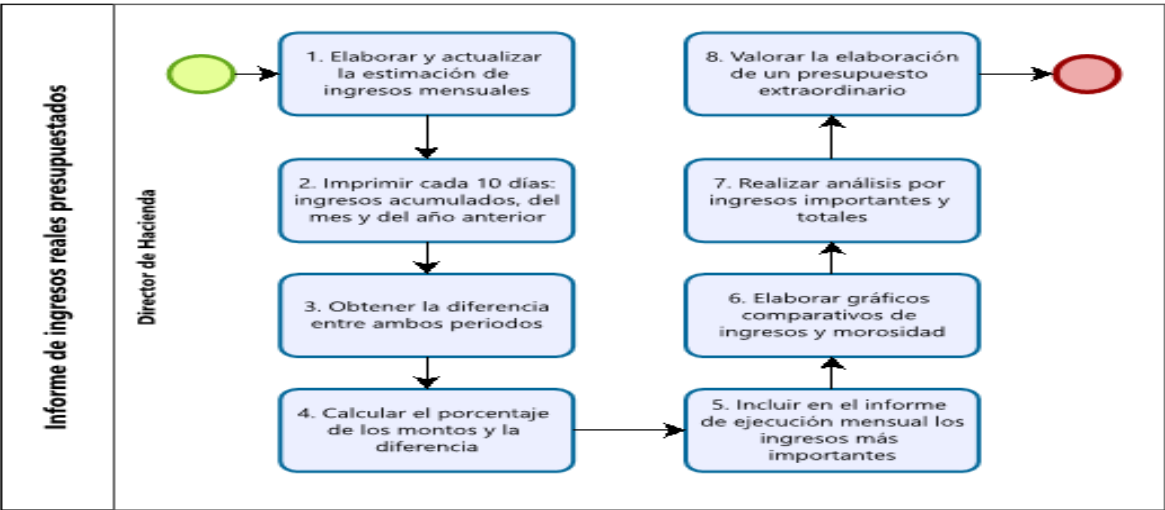 Informe de ingresos reales presupuestados
Director de Hacienda
1. Elaborar y actualizar
la estimación de
ingresos mensuales
2. Imprimir cada 10 días:
ingresos acumulados, del
mes y del año anterior
3. Obtener la diferencia
entre ambos periodos
4. Calcular el porcentaje
de los montos y la
diferencia
5. Incluir en el informe
de ejecución mensual los
ingresos más
importantes
6. Elaborar gráficos
comparativos de
ingresos y morosidad
7. Realizar análisis por
ingresos importantes y
totales
8. Valorar la elaboración
de un presupuesto
extraordinario